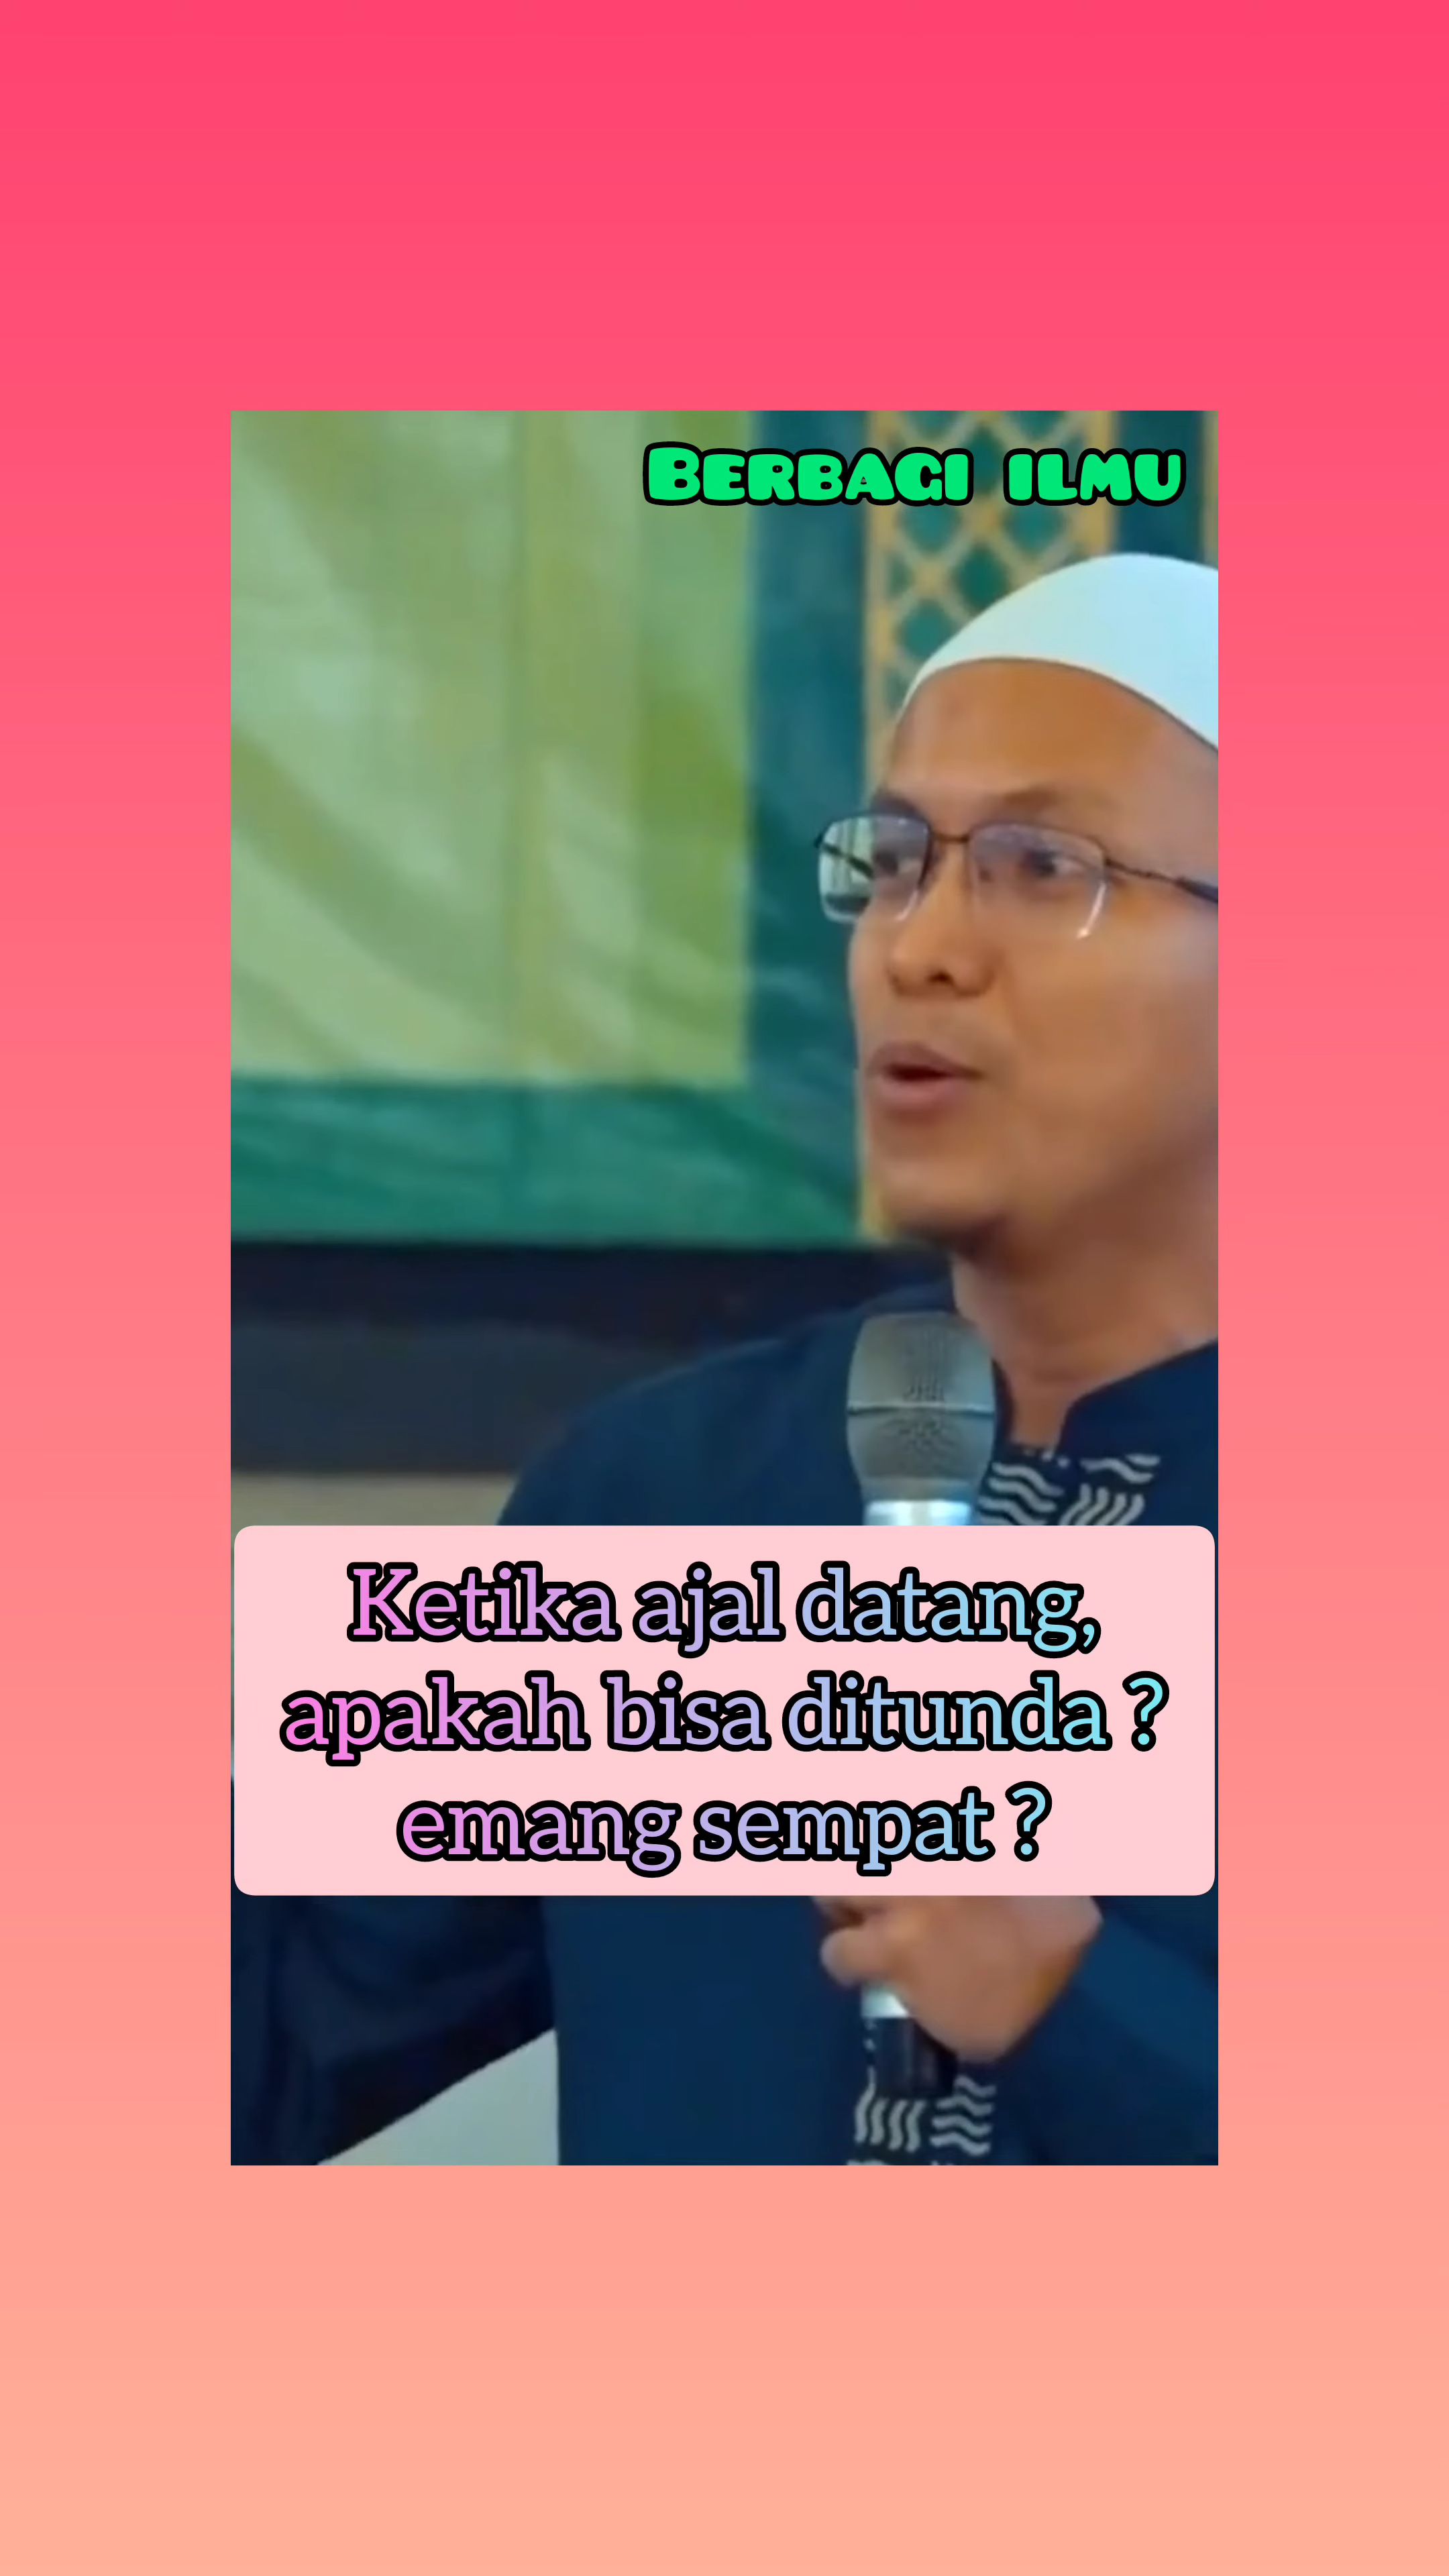 Berbagi ilmu
Ketika ajal datang,
apakah bisa ditunda ?
emang sempat ?